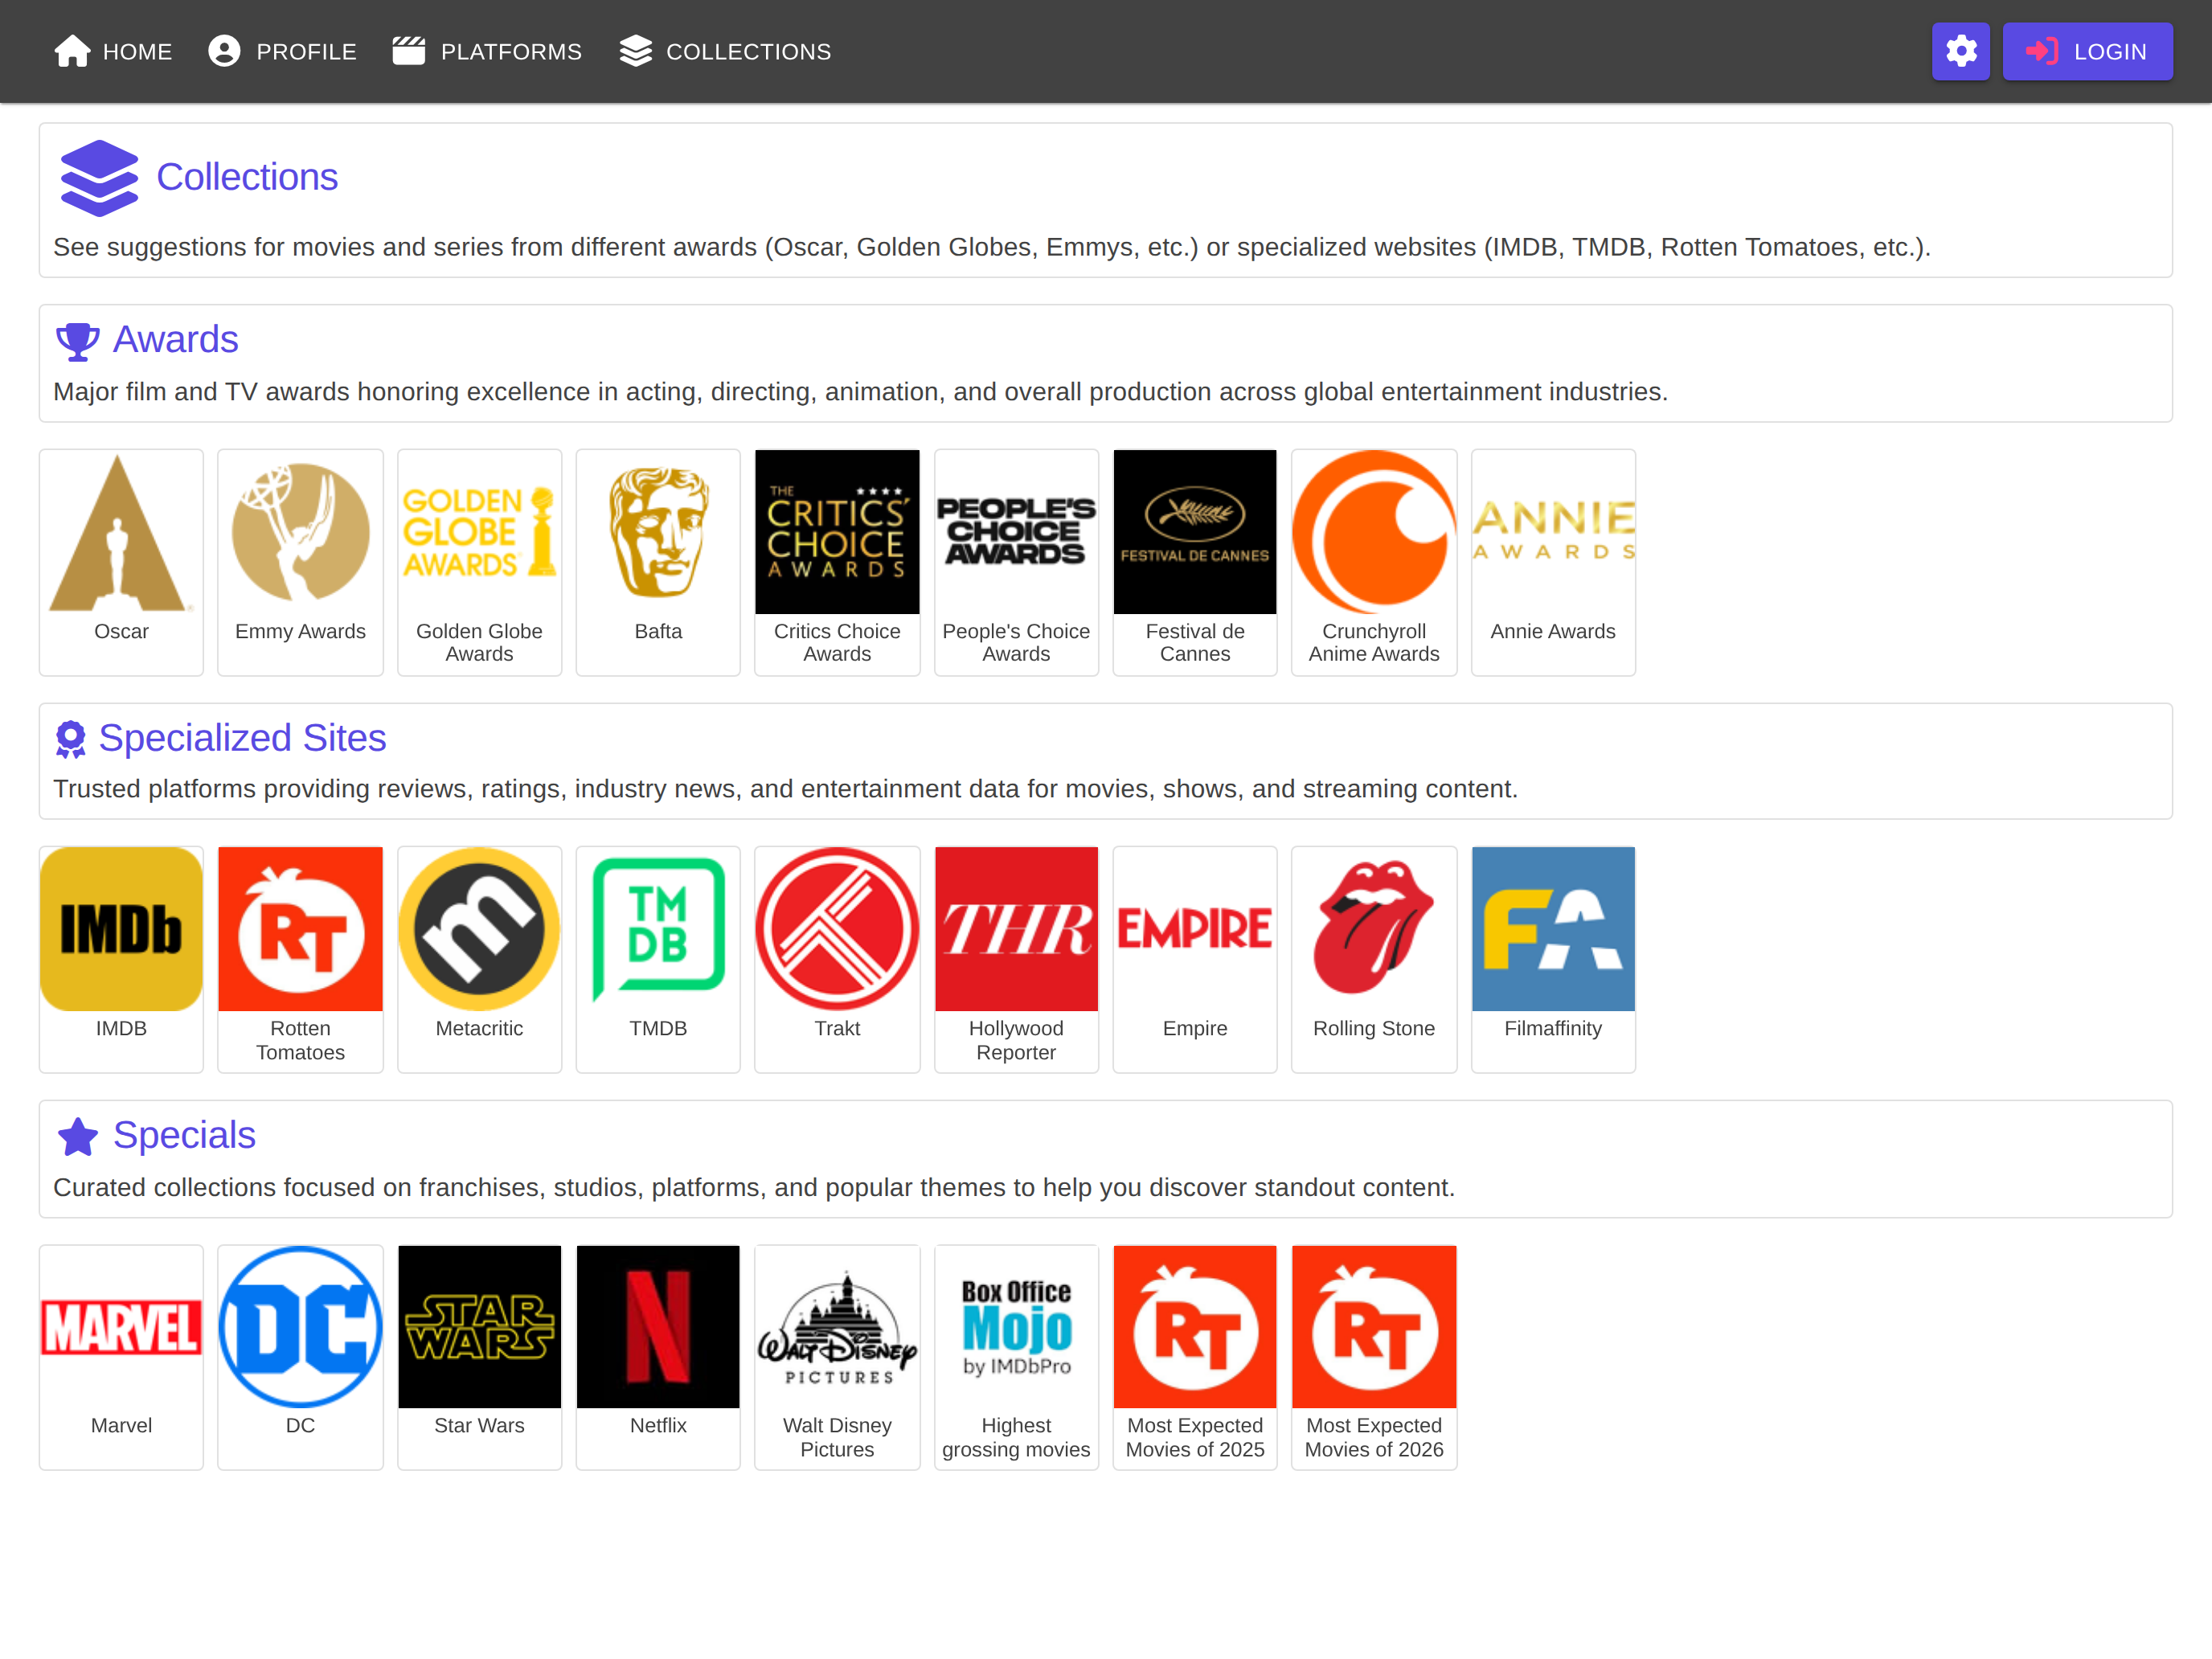 HOME PROFILE PLATFORMS COLLECTIONS LOGIN
Collections
See suggestions for movies and series from different awards (Oscar, Golden Globes, Emmys, etc.) or specialized websites (IMDB, TMDB, Rotten Tomatoes, etc.).
Awards
Major film and TV awards honoring excellence in acting, directing, animation, and overall production across global entertainment industries.
Oscar
Emmy Awards
GOLDEN
GLOBE
AWARDS
Golden Globe
Awards
Bafta
THE
CRITICS'
CHOICE
AWARDS
Critics Choice
Awards
PEOPLE'S
CHOICE
AWARDS
People's Choice
Awards
FESTIVAL DE CANNES
Festival de
Cannes
Crunchyroll
Anime Awards
ANNIE
AWARDS
Annie Awards
Specialized Sites
Trusted platforms providing reviews, ratings, industry news, and entertainment data for movies, shows, and streaming content.
IMDb
IMDB
RT
Rotten
Tomatoes
m
Metacritic
TM
DB
TMDB
Trakt
THR
Hollywood
Reporter
EMPIRE
Empire
Rolling Stone
FA
Filmaffinity
Specials
Curated collections focused on franchises, studios, platforms, and popular themes to help you discover standout content.
MARVEL
Marvel
DC
DC
STAR
WARS
Star Wars
N
Netflix
WALT DISNEY
PICTURES
Walt Disney
Pictures
Box Office
Mojo
by IMDbPro
Highest
grossing movies
RT
Most Expected
Movies of 2025
RT
Most Expected
Movies of 2026